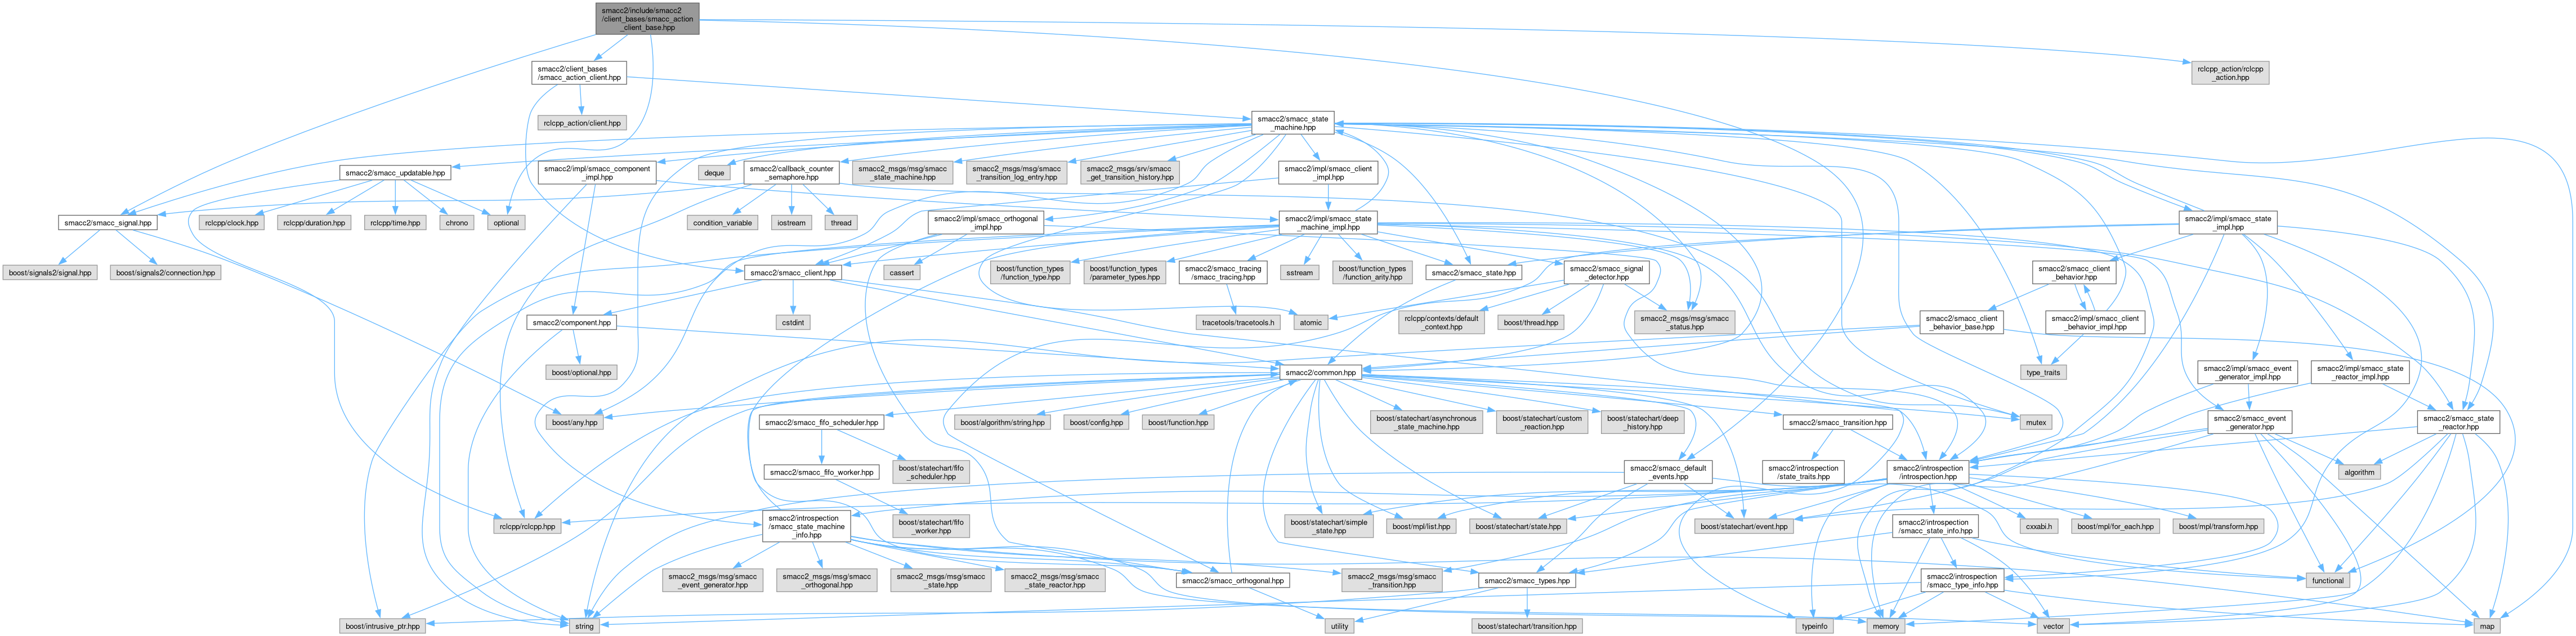 smacc2/include/smacc2
/client_bases/smacc_action
_client_base.hpp
smacc2/client_bases
/smacc_action_client.hpp
rclcpp_action/rclcpp
_action.hpp
rclcpp_action/client.hpp
smacc2/smacc_state
_machine.hpp
smacc2/smacc_updatable.hpp
smacc2/impl/smacc_component
_impl.hpp
deque
smacc2/callback_counter
_semaphore.hpp
smacc2_msgs/msg/smacc
_state_machine.hpp
smacc2_msgs/msg/smacc
_transition_log_entry.hpp
smacc2_msgs/srv/smacc
_get_transition_history.hpp
smacc2/impl/smacc_client
_impl.hpp
smacc2/smacc_signal.hpp
rclcpp/clock.hpp
rclcpp/duration.hpp
rclcpp/time.hpp
chrono
optional
condition_variable
iostream
thread
smacc2/impl/smacc_orthogonal
_impl.hpp
smacc2/impl/smacc_state
_machine_impl.hpp
smacc2/impl/smacc_state
_impl.hpp
boost/signals2/signal.hpp
boost/signals2/connection.hpp
smacc2/smacc_client.hpp
cassert
boost/function_types
/function_type.hpp
boost/function_types
/parameter_types.hpp
smacc2/smacc_tracing
/smacc_tracing.hpp
sstream
boost/function_types
/function_arity.hpp
smacc2/smacc_state.hpp
smacc2/smacc_signal
_detector.hpp
smacc2/smacc_client
_behavior.hpp
smacc2/component.hpp
cstdint
tracetools/tracetools.h
atomic
rclcpp/contexts/default
_context.hpp
boost/thread.hpp
smacc2_msgs/msg/smacc
_status.hpp
smacc2/smacc_client
_behavior_base.hpp
smacc2/impl/smacc_client
_behavior_impl.hpp
boost/optional.hpp
smacc2/common.hpp
type_traits
smacc2/impl/smacc_event
_generator_impl.hpp
smacc2/impl/smacc_state
_reactor_impl.hpp
boost/any.hpp
smacc2/smacc_fifo_scheduler.hpp
boost/algorithm/string.hpp
boost/config.hpp
boost/function.hpp
boost/statechart/asynchronous
_state_machine.hpp
boost/statechart/custom
_reaction.hpp
boost/statechart/deep
_history.hpp
smacc2/smacc_transition.hpp
mutex
smacc2/smacc_event
_generator.hpp
smacc2/smacc_state
_reactor.hpp
smacc2/smacc_fifo_worker.hpp
boost/statechart/fifo
_scheduler.hpp
smacc2/smacc_default
_events.hpp
smacc2/introspection
/state_traits.hpp
smacc2/introspection
/introspection.hpp
algorithm
rclcpp/rclcpp.hpp
smacc2/introspection
/smacc_state_machine
_info.hpp
boost/statechart/fifo
_worker.hpp
boost/statechart/simple
_state.hpp
boost/mpl/list.hpp
boost/statechart/state.hpp
boost/statechart/event.hpp
smacc2/introspection
/smacc_state_info.hpp
cxxabi.h
boost/mpl/for_each.hpp
boost/mpl/transform.hpp
smacc2_msgs/msg/smacc
_event_generator.hpp
smacc2_msgs/msg/smacc
_orthogonal.hpp
smacc2_msgs/msg/smacc
_state.hpp
smacc2_msgs/msg/smacc
_state_reactor.hpp
smacc2/smacc_orthogonal.hpp
smacc2_msgs/msg/smacc
_transition.hpp
smacc2/smacc_types.hpp
smacc2/introspection
/smacc_type_info.hpp
functional
boost/intrusive_ptr.hpp
string
utility
boost/statechart/transition.hpp
typeinfo
memory
vector
map